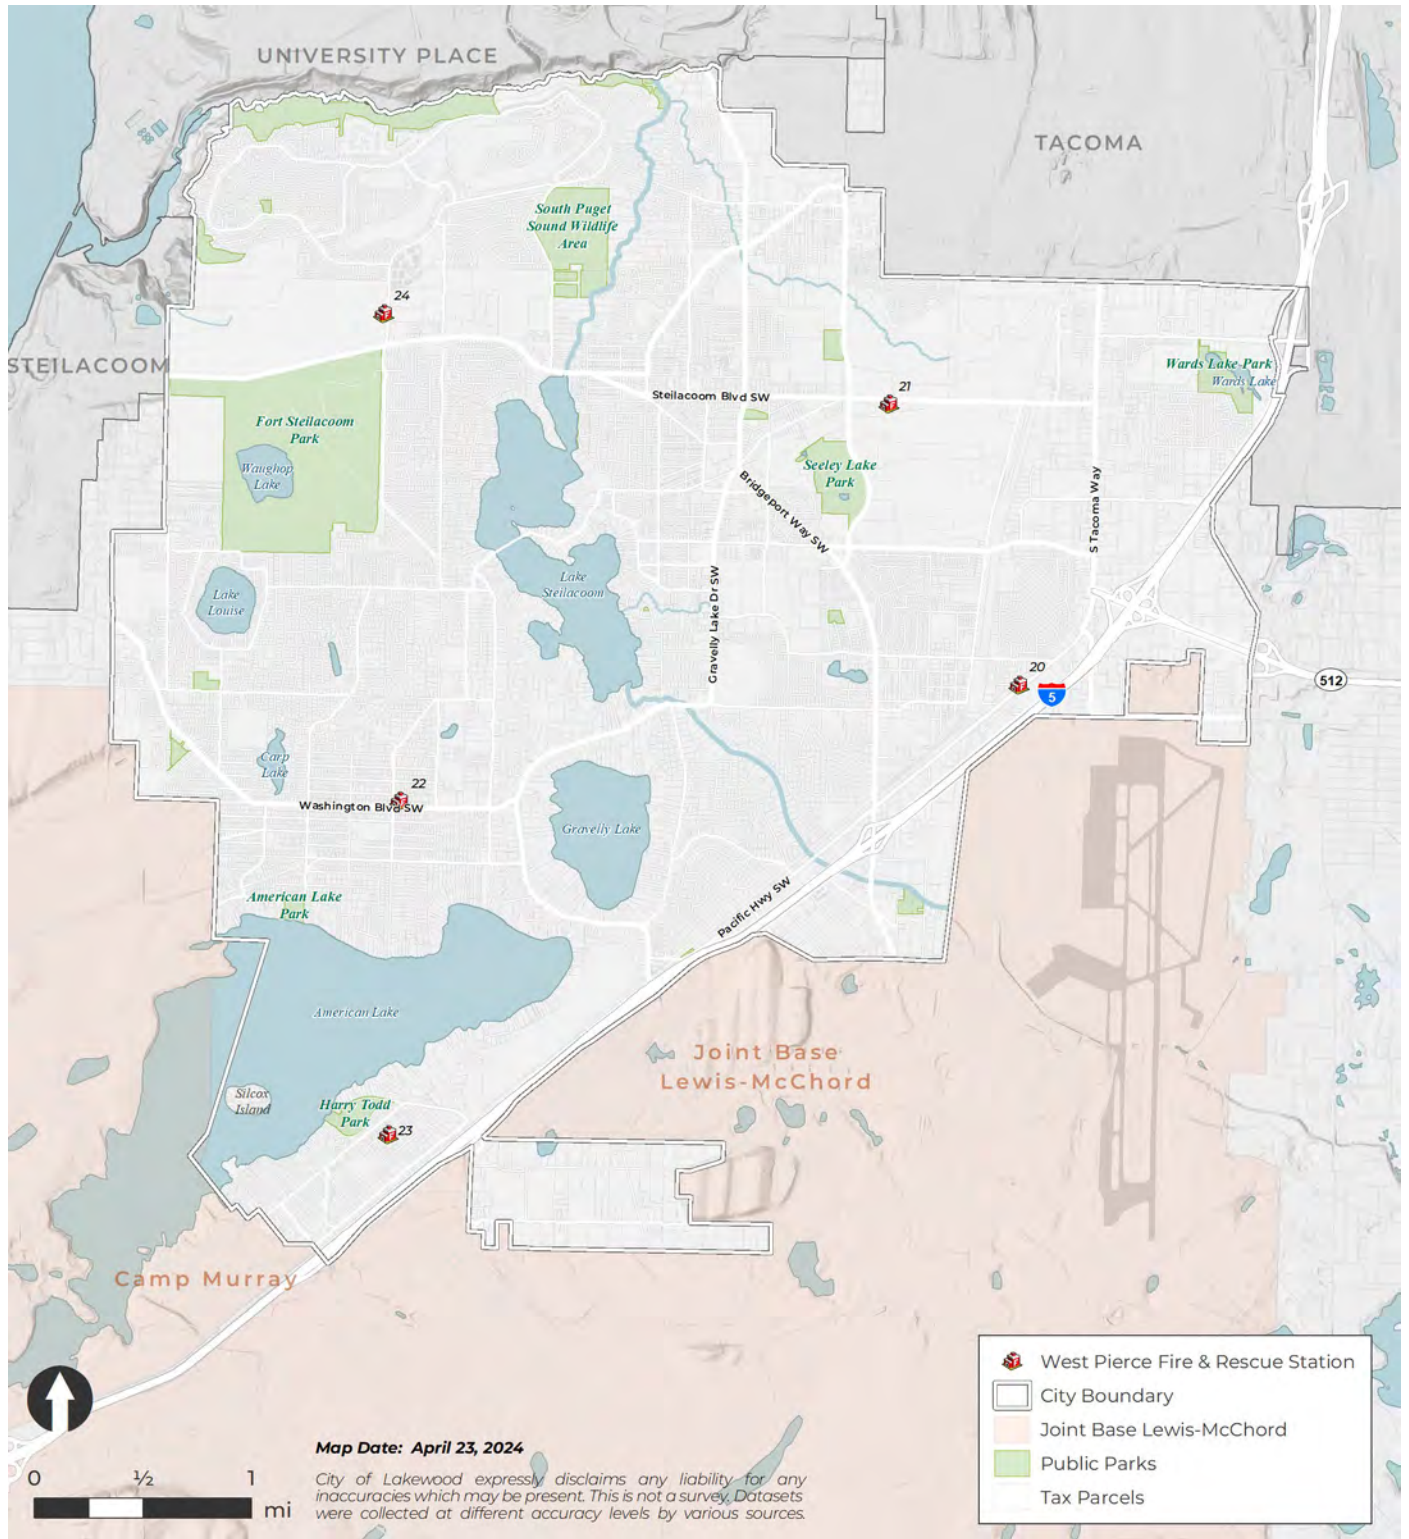 UNIVERSITY PLACE
TACOMA
South Puget
Sound Wildlife
Area
24
STEILACOOM
Wards Lake Park
Wards Lake
21
Steilacoom Blvd SW
Fort Steilacoom
Park
Waughop
Lake
Seeley Lake
Park
Bridgeport Way SW
S Tacoma Way
Lake
Louise
Lake
Steilacoom
Gravelly Lake Dr SW
20
5
512
Carp
Lake
22
Washington Blvd SW
Gravelly Lake
American Lake
Park
Pacific Hwy SW
American Lake
Joint Base
Lewis-McChord
Silcox
Island
Harry Todd
Park
23
Camp Murray
West Pierce Fire & Rescue Station
City Boundary
Joint Base Lewis-McChord
Public Parks
Tax Parcels
Map Date: April 23, 2024
0 ½ 1
mi
City of Lakewood expressly disclaims any liability for any
inaccuracies which may be present. This is not a survey. Datasets
were collected at different accuracy levels by various sources.